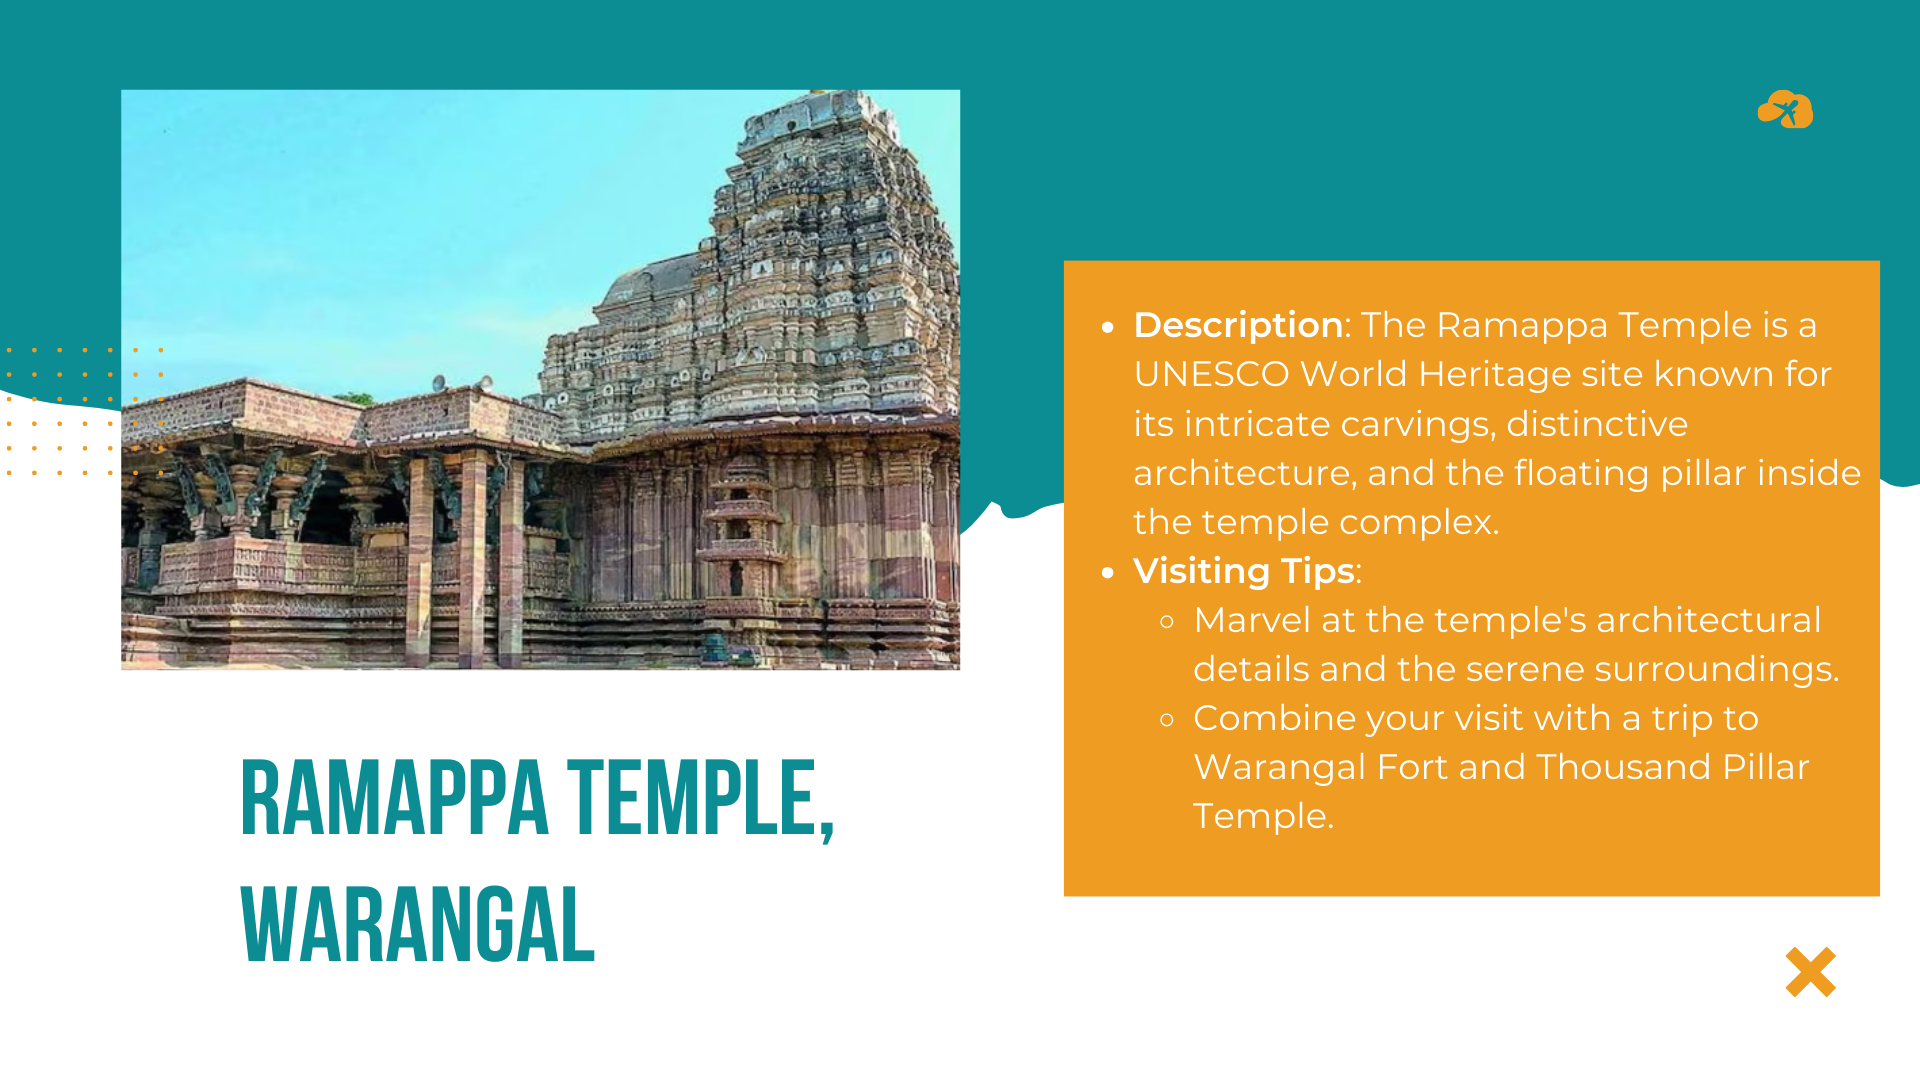 Description: The Ramappa Temple is a
UNESCO World Heritage site known for
its intricate carvings, distinctive
architecture, and the floating pillar inside
the temple complex.
Visiting Tips:
Marvel at the temple's architectural
details and the serene surroundings.
Combine your visit with a trip to
Warangal Fort and Thousand Pillar
Temple.
RAMAPPA TEMPLE,
WARANGAL